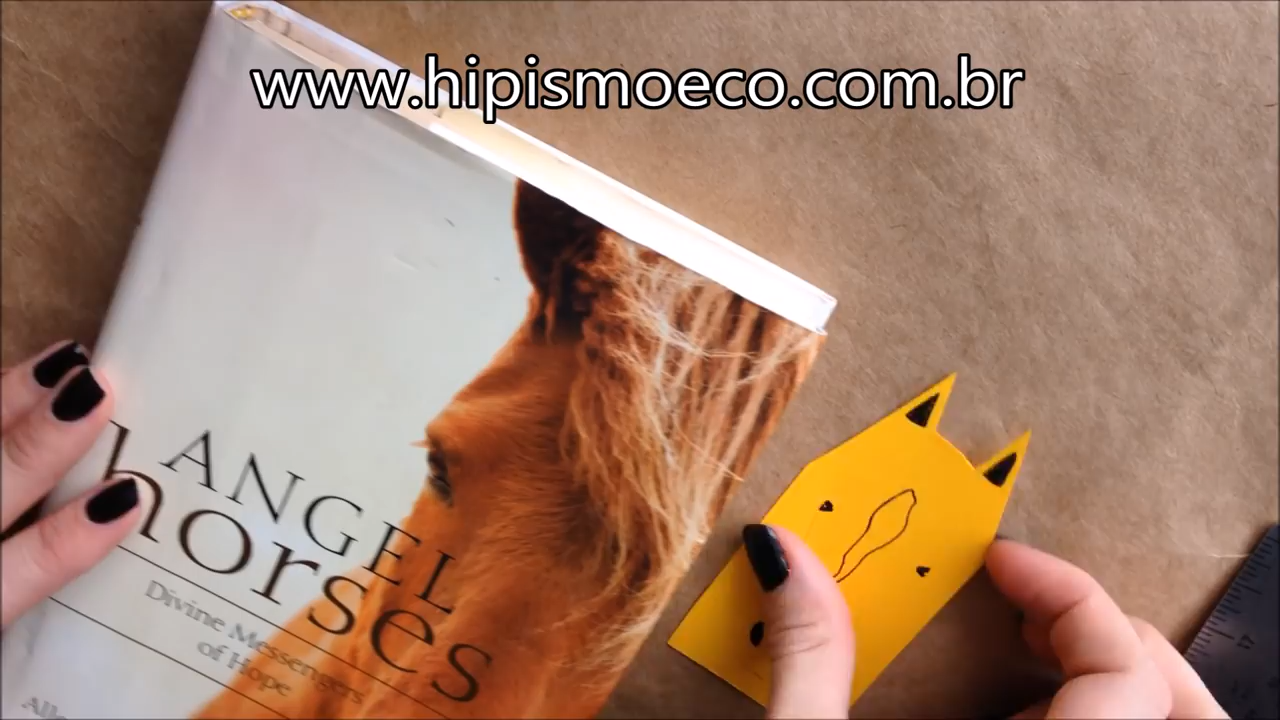 www.hipismoeco.com.br
ANGEL
horses
Divine Messengers
of Hope